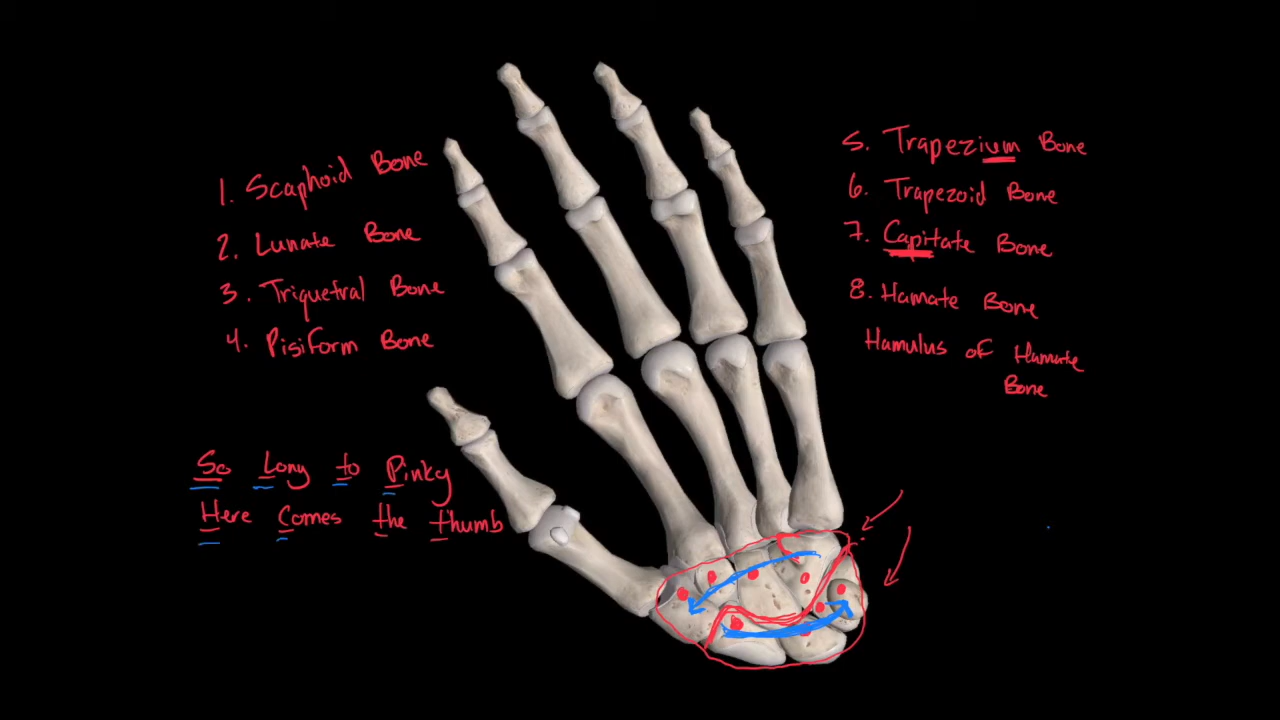 1. Scaphoid Bone
2. Lunate Bone
3. Triquetral Bone
4. Pisiform Bone
So Long to Pinky
Here Comes the thumb
5. Trapezium Bone
6. Trapezoid Bone
7. Capitate Bone
8. Hamate Bone
Hamulus of Hamate
Bone